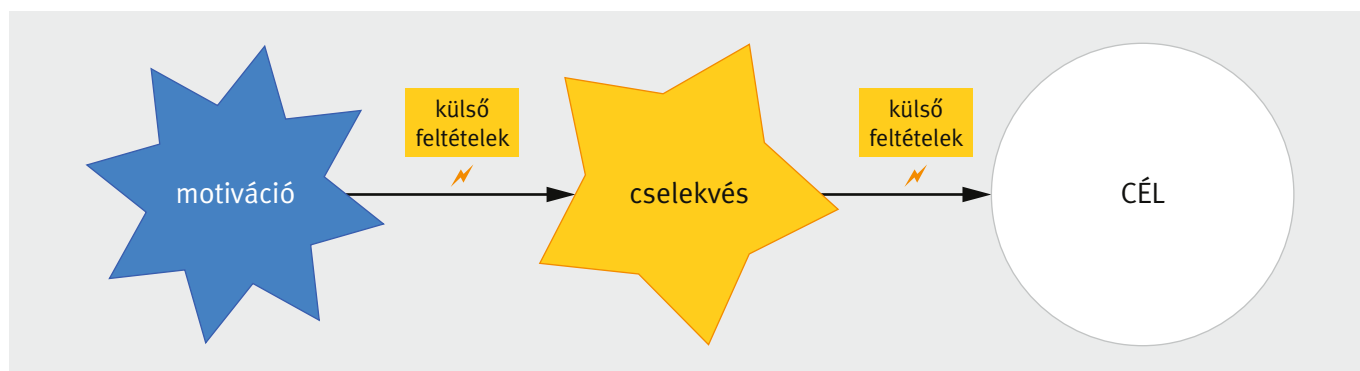 motiváció
külső
feltételek
cselekvés
külső
feltételek
CÉL